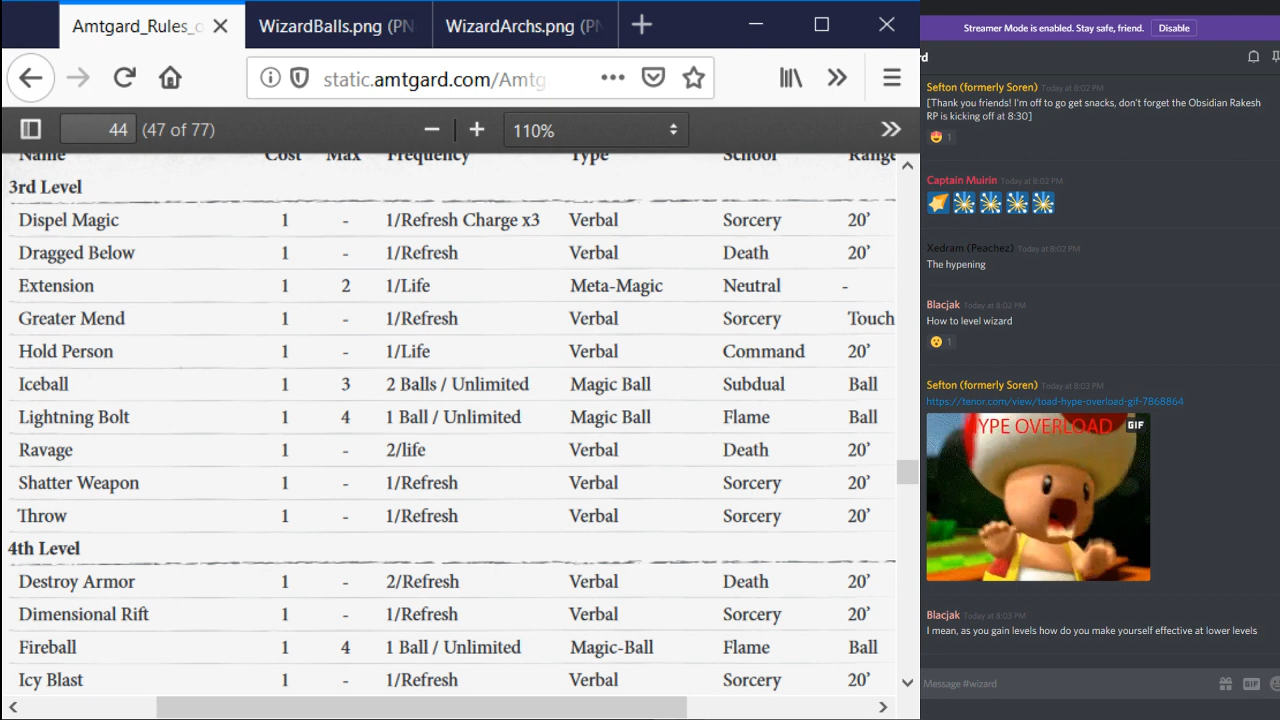 Amtgard_Rules_
WizardBalls.png (PN
WizardArchs.png (P
static.amtgard.com/Amtg
44 (47 of 77)
110%
Name Cost Max Frequency Type School Range
3rd Level
Dispel Magic 1 - 1/Refresh Charge x3 Verbal Sorcery 20’
Dragged Below 1 - 1/Refresh Verbal Death 20’
Extension 1 2 1/Life Meta-Magic Neutral -
Greater Mend 1 - 1/Refresh Verbal Sorcery Touch
Hold Person 1 - 1/Life Verbal Command 20’
Iceball 1 3 2 Balls / Unlimited Magic Ball Subdual Ball
Lightning Bolt 1 4 1 Ball / Unlimited Magic Ball Flame Ball
Ravage 1 - 2/life Verbal Death 20’
Shatter Weapon 1 - 1/Refresh Verbal Sorcery 20’
Throw 1 - 1/Refresh Verbal Sorcery 20’
4th Level
Destroy Armor 1 - 2/Refresh Verbal Death 20’
Dimensional Rift 1 - 1/Refresh Verbal Sorcery 20’
Fireball 1 4 1 Ball / Unlimited Magic-Ball Flame Ball
Icy Blast 1 - 1/Refresh Verbal Sorcery 20’
Streamer Mode is enabled. Stay safe, friend. Disable
rd
Sefton (formerly Soren) Today at 8:02 PM
[Thank you friends! I'm off to go get snacks, don't forget the Obsidian Rakesh
RP is kicking off at 8:30]
1
Captain Muirin Today at 8:02 PM
Xedram (Peachez) Today at 8:02 PM
The hypening
Blacjak Today at 8:02 PM
How to level wizard
1
Sefton (formerly Soren) Today at 8:03 PM
https://tenor.com/view/toad-hype-overload-gif-7868864
YPE OVERLOAD GIF
Blacjak Today at 8:03 PM
I mean, as you gain levels how do you make yourself effective at lower levels
Message #wizard
GIF